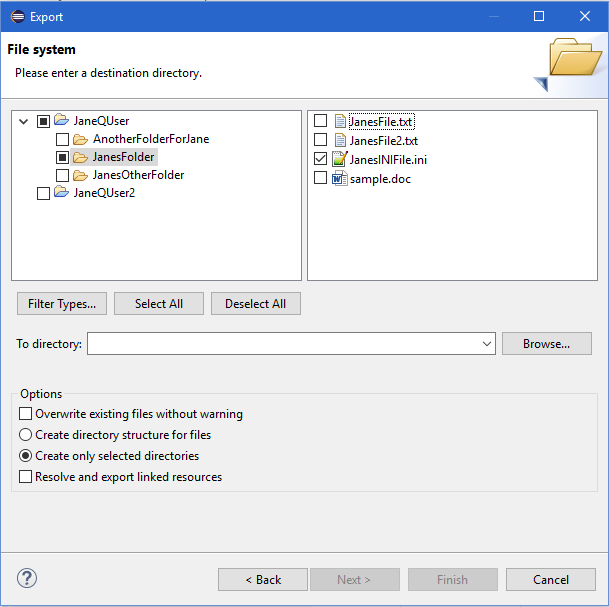 Export
File system
Please enter a destination directory.
JaneQUser
AnotherFolderForJane
JanesFolder
JanesOtherFolder
JaneQUser2
JanesFile.txt
JanesFile2.txt
JanesINIFile.ini
sample.doc
Filter Types... Select All Deselect All
To directory: Browse...
Options
Overwrite existing files without warning
Create directory structure for files
Create only selected directories
Resolve and export linked resources
? < Back Next > Finish Cancel